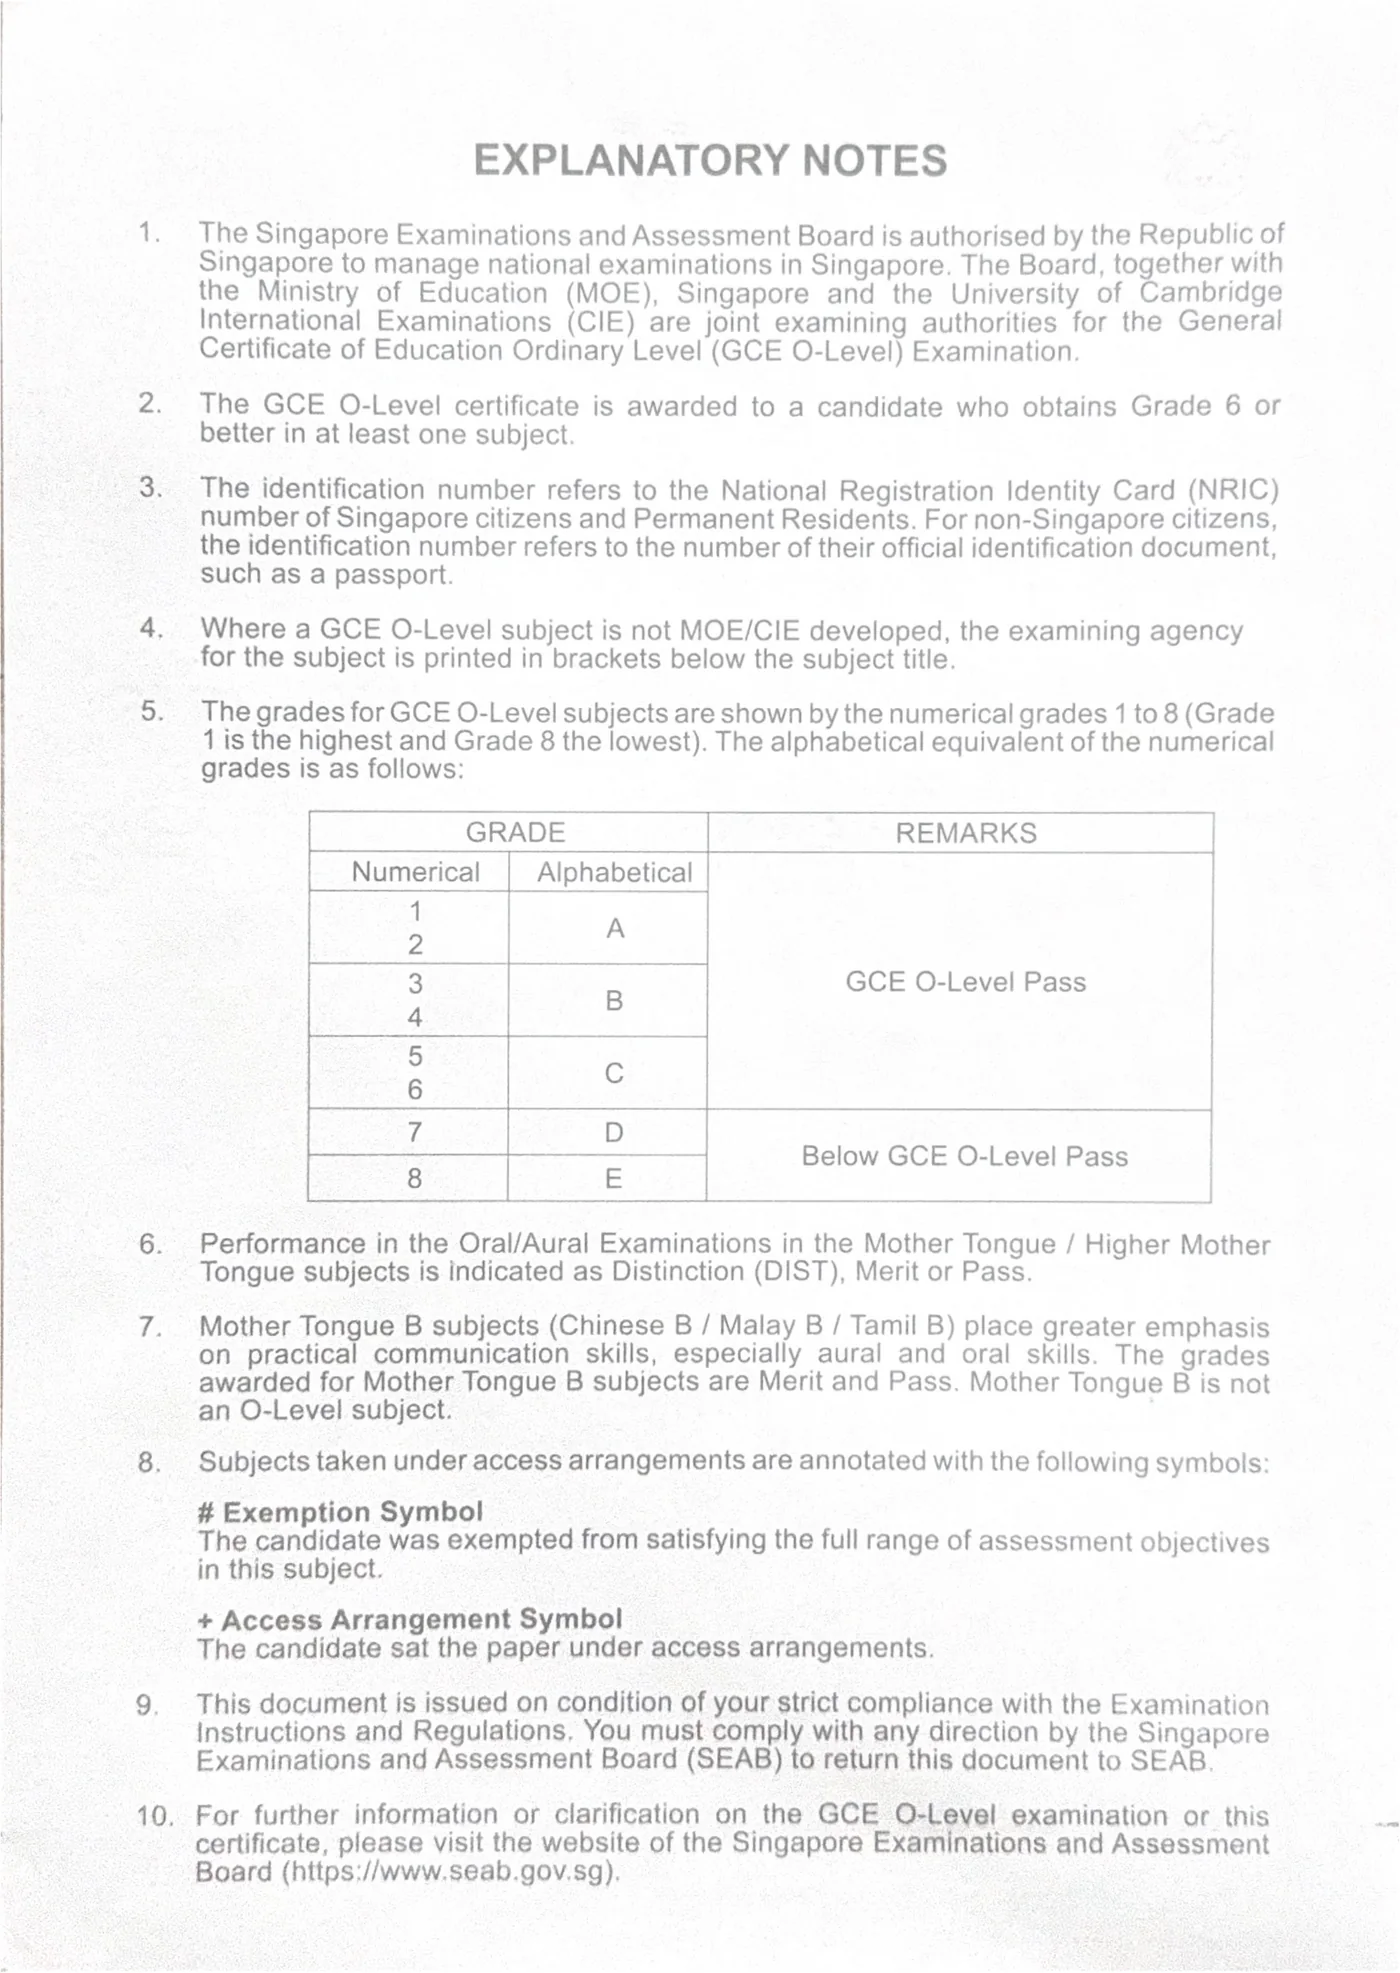 EXPLANATORY NOTES
1. The Singapore Examinations and Assessment Board is authorised by the Republic of
Singapore to manage national examinations in Singapore. The Board, together with
the Ministry of Education (MOE), Singapore and the University of Cambridge
International Examinations (CIE) are joint examining authorities for the General
Certificate of Education Ordinary Level (GCE O-Level) Examination.
2. The GCE O-Level certificate is awarded to a candidate who obtains Grade 6 or
better in at least one subject.
3. The identification number refers to the National Registration Identity Card (NRIC)
number of Singapore citizens and Permanent Residents. For non-Singapore citizens,
the identification number refers to the number of their official identification document,
such as a passport.
4. Where a GCE O-Level subject is not MOE/CIE developed, the examining agency
for the subject is printed in brackets below the subject title.
5. The grades for GCE O-Level subjects are shown by the numerical grades 1 to 8 (Grade
1 is the highest and Grade 8 the lowest). The alphabetical equivalent of the numerical
grades is as follows:
GRADE REMARKS
Numerical Alphabetical
1
A
2
3
GCE O-Level Pass
B
4
5
C
6
7 D
Below GCE O-Level Pass
8 E
6. Performance in the Oral/Aural Examinations in the Mother Tongue / Higher Mother
Tongue subjects is indicated as Distinction (DIST), Merit or Pass.
7. Mother Tongue B subjects (Chinese B / Malay B / Tamil B) place greater emphasis
on practical communication skills, especially aural and oral skills. The grades
awarded for Mother Tongue B subjects are Merit and Pass. Mother Tongue B is not
an O-Level subject.
8. Subjects taken under access arrangements are annotated with the following symbols:
# Exemption Symbol
The candidate was exempted from satisfying the full range of assessment objectives
in this subject.
+ Access Arrangement Symbol
The candidate sat the paper under access arrangements.
9. This document is issued on condition of your strict compliance with the Examination
Instructions and Regulations. You must comply with any direction by the Singapore
Examinations and Assessment Board (SEAB) to return this document to SEAB.
10. For further information or clarification on the GCE O-Level examination or this
certificate, please visit the website of the Singapore Examinations and Assessment
Board (https://www.seab.gov.sg).